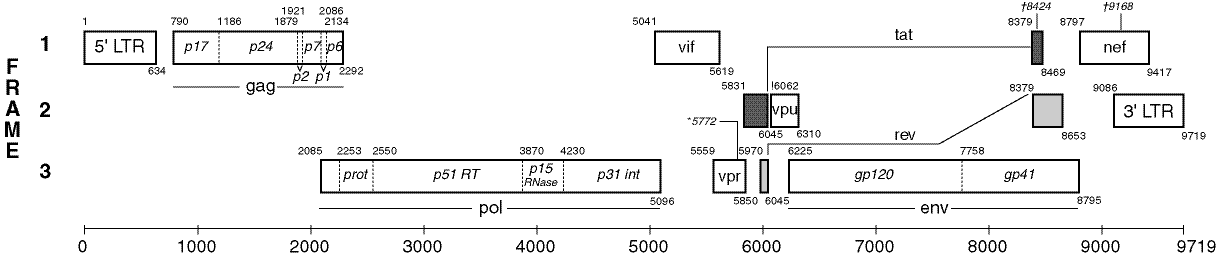 1921 2086 †8424 †9168
1 790 1186 1879 2134 5041 8379 8797
1 5' LTR p17 p24 p7 p6 vif tat nef
634 p2 p1 2292 5619 8469 9417
gag
5831 !6062 8379 9086
2 vpu 3' LTR
*5772 6045 6310 rev 8653 9719
2085 2253 2550 3870 4230 5559 5970 6225 7758
3 prot p51 RT p15 RNase p31 int vpr gp120 gp41
5096 5850 6045 8795
pol env
FRAME
0 1000 2000 3000 4000 5000 6000 7000 8000 9000 9719